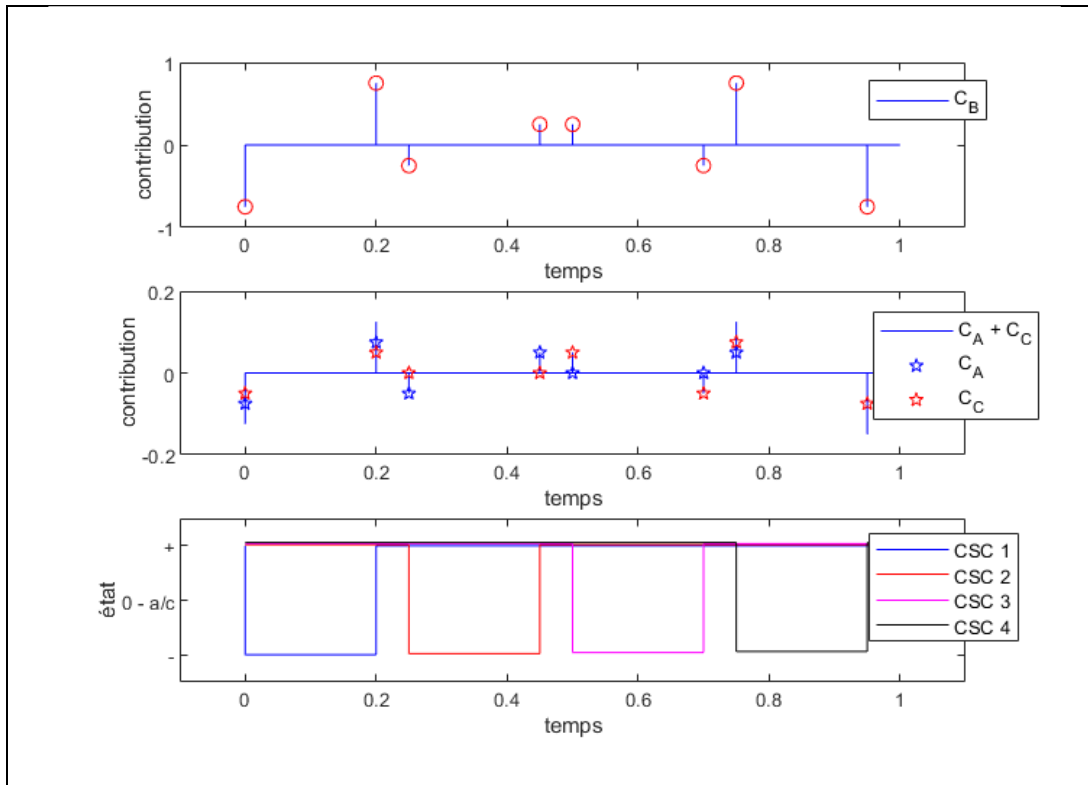 1
0
-1
contribution
0 0.2 0.4 0.6 0.8 1
temps
C_B
0.2
0
-0.2
contribution
0 0.2 0.4 0.6 0.8 1
temps
C_A + C_C
C_A
C_C
+
0 - a/c
-
état
0 0.2 0.4 0.6 0.8 1
temps
CSC 1
CSC 2
CSC 3
CSC 4